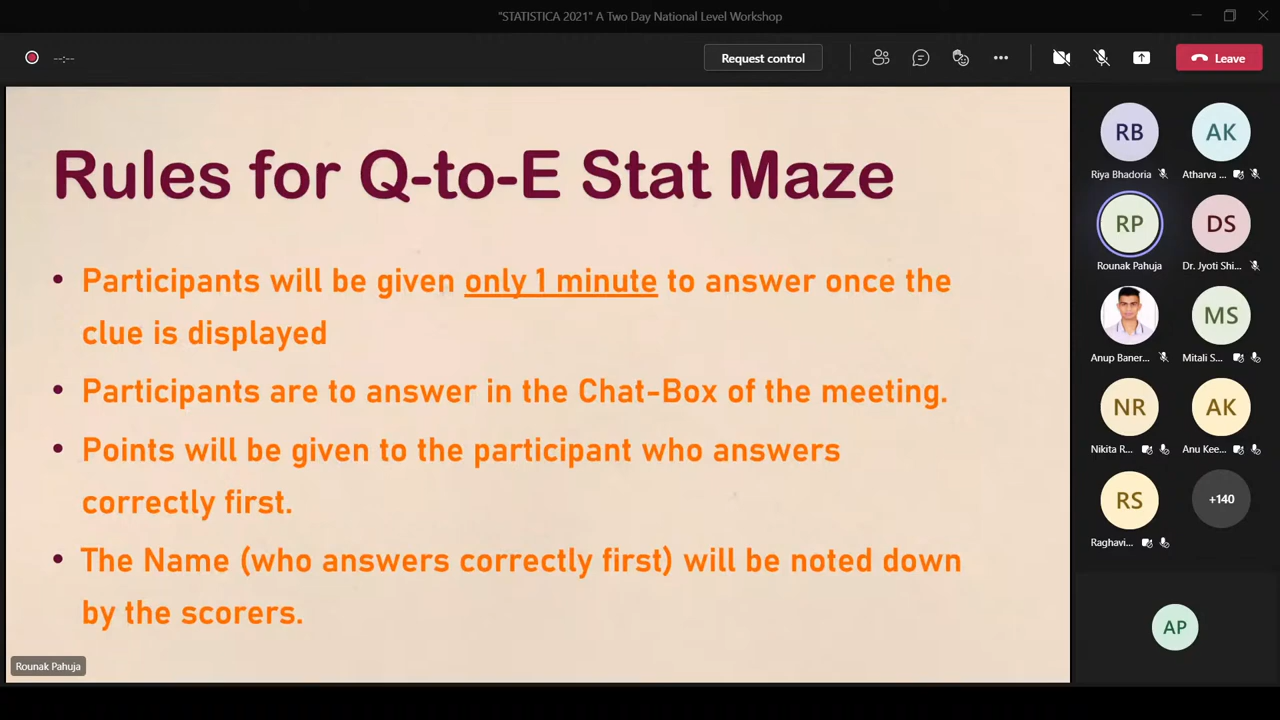 "STATISTICA 2021" A Two Day National Level Workshop
--:--
Request control
Leave
Rules for Q-to-E Stat Maze
• Participants will be given only 1 minute to answer once the
clue is displayed
• Participants are to answer in the Chat-Box of the meeting.
• Points will be given to the participant who answers
correctly first.
• The Name (who answers correctly first) will be noted down
by the scorers.
Rounak Pahuja
RB
AK
Riya Bhadoria
Atharva ...
RP
DS
Rounak Pahuja
Dr. Jyoti Shi...
MS
Anup Baner...
Mitali S...
NR
AK
Nikita R...
Anu Kee...
RS
+140
Raghavi...
AP